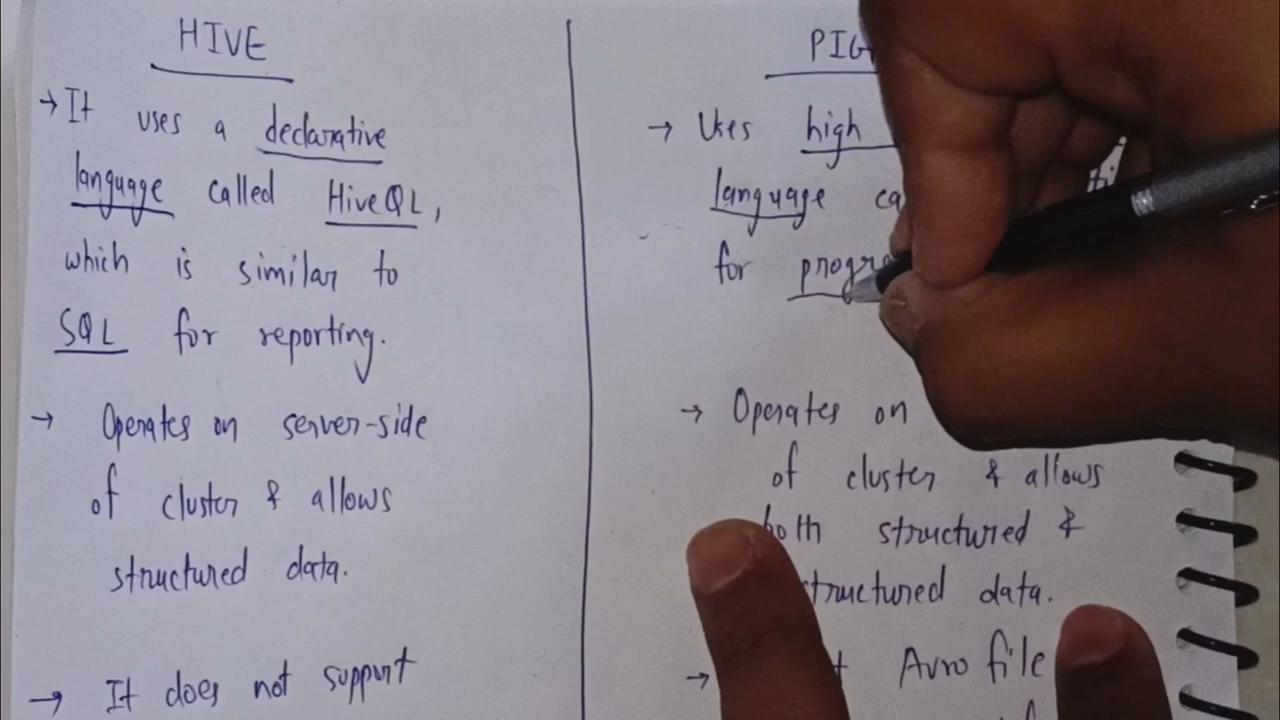 HIVE
→ It uses a declarative
language called HiveQL,
which is similar to
SQL for reporting.
→ Operates on server-side
of cluster & allows
structured data.
→ It does not support
PIG
→ Uses high
language
for
→ Operates on
of cluster & allows
both structured &
data.
→ Avro file